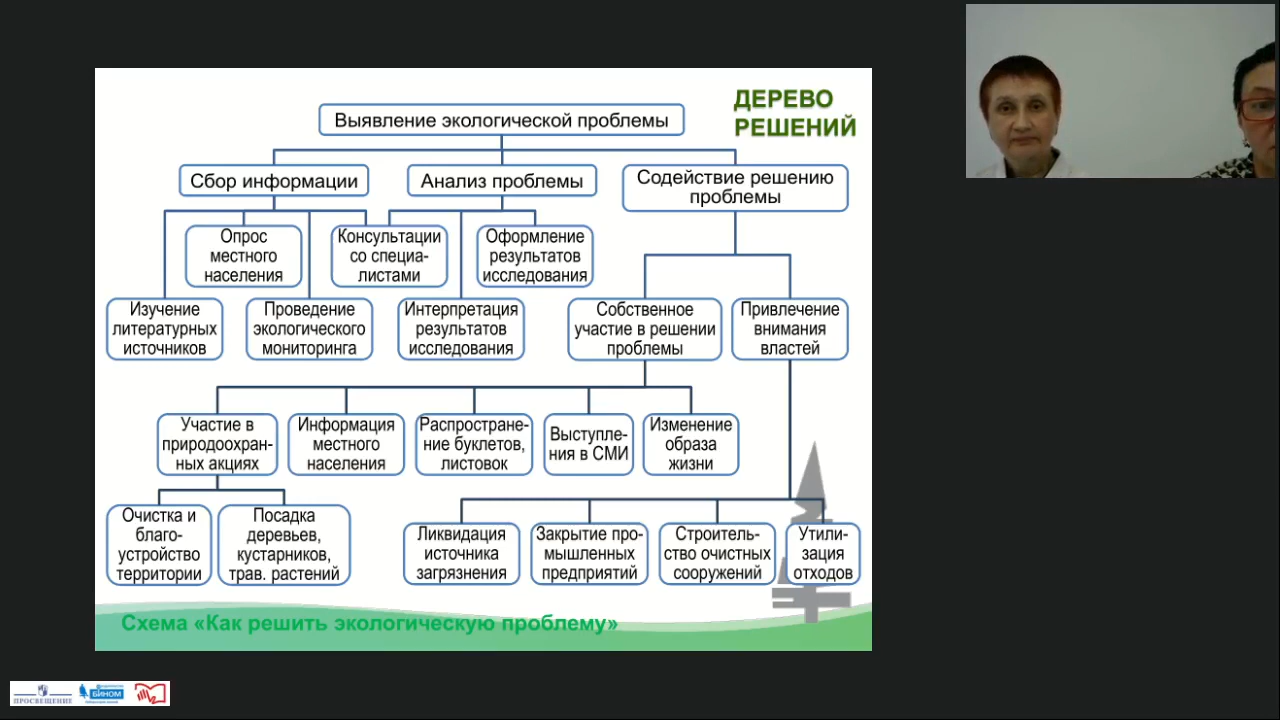 ДЕРЕВО
РЕШЕНИЙ
Выявление экологической проблемы
Сбор информации
Анализ проблемы
Содействие решению
проблемы
Опрос
местного
населения
Консультации
со специа-
листами
Оформление
результатов
исследования
Изучение
литературных
источников
Проведение
экологического
мониторинга
Интерпретация
результатов
исследования
Собственное
участие в решении
проблемы
Привлечение
внимания
властей
Участие в
природоохран-
ных акциях
Информация
местного
населения
Распростране-
ние буклетов,
листовок
Выступле-
ния в СМИ
Изменение
образа
жизни
Очистка и
благо-
устройство
территории
Посадка
деревьев,
кустарников,
трав. растений
Ликвидация
источника
загрязнения
Закрытие про-
мышленных
предприятий
Строитель-
ство очистных
сооружений
Утили-
зация
отходов
Схема «Как решить экологическую проблему»
ПРОСВЕЩЕНИЕ
БИНОМ